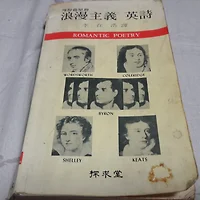 浪漫主義 英詩
ROMANTIC POETRY
WORDSWORTH
COLERIDGE
BYRON
SHELLEY
KEATS
探求堂